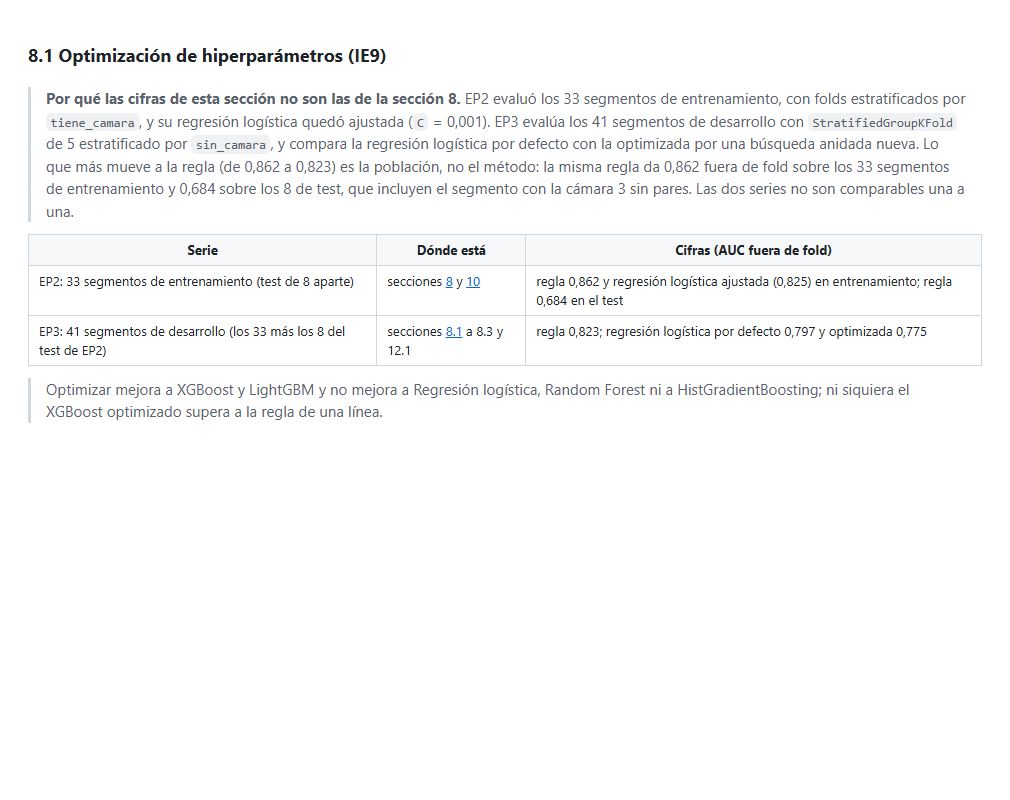 8.1 Optimización de hiperparámetros (IE9)
Por qué las cifras de esta sección no son las de la sección 8. EP2 evaluó los 33 segmentos de entrenamiento, con folds estratificados por
tiene_camara, y su regresión logística quedó ajustada (C = 0,001). EP3 evalúa los 41 segmentos de desarrollo con StratifiedGroupKFold
de 5 estratificado por sin_camara, y compara la regresión logística por defecto con la optimizada por una búsqueda anidada nueva. Lo
que más mueve a la regla (de 0,862 a 0,823) es la población, no el método: la misma regla da 0,862 fuera de fold sobre los 33 segmentos
de entrenamiento y 0,684 sobre los 8 de test, que incluyen el segmento con la cámara 3 sin pares. Las dos series no son comparables una a
una.
Serie Dónde está Cifras (AUC fuera de fold)
EP2: 33 segmentos de entrenamiento (test de 8 aparte) secciones 8 y 10 regla 0,862 y regresión logística ajustada (0,825) en entrenamiento; regla
0,684 en el test
EP3: 41 segmentos de desarrollo (los 33 más los 8 del secciones 8.1 a 8.3 y regla 0,823; regresión logística por defecto 0,797 y optimizada 0,775
test de EP2) 12.1
Optimizar mejora a XGBoost y LightGBM y no mejora a Regresión logística, Random Forest ni a HistGradientBoosting; ni siquiera el
XGBoost optimizado supera a la regla de una línea.